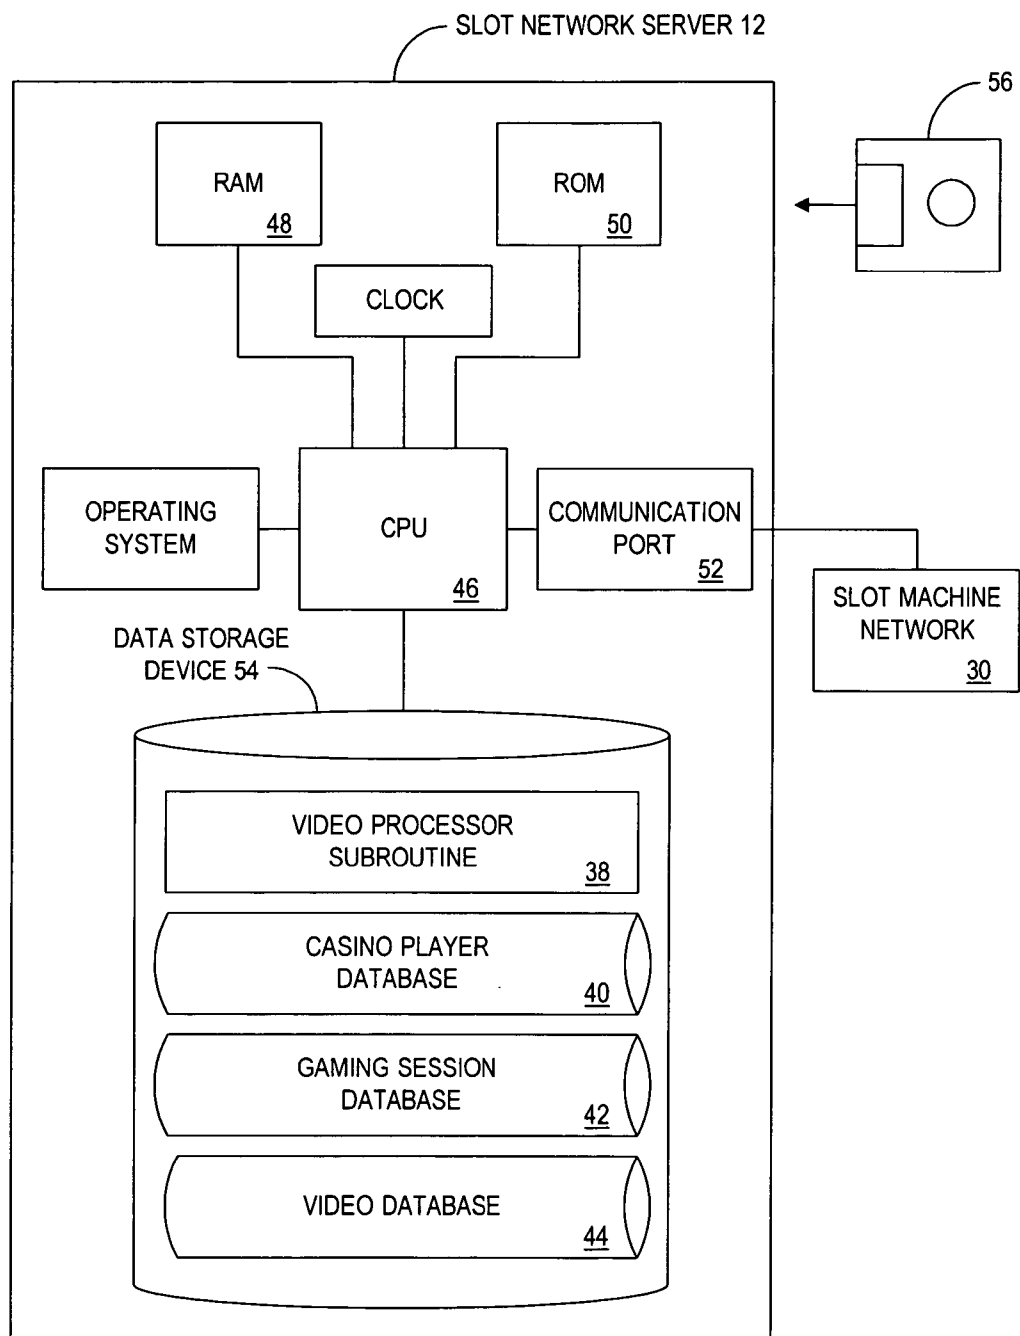 SLOT NETWORK SERVER 12
56
RAM
48
ROM
50
CLOCK
OPERATING
SYSTEM
CPU
46
COMMUNICATION
PORT
52
SLOT MACHINE
NETWORK
30
DATA STORAGE
DEVICE 54
VIDEO PROCESSOR
SUBROUTINE
38
CASINO PLAYER
DATABASE
40
GAMING SESSION
DATABASE
42
VIDEO DATABASE
44